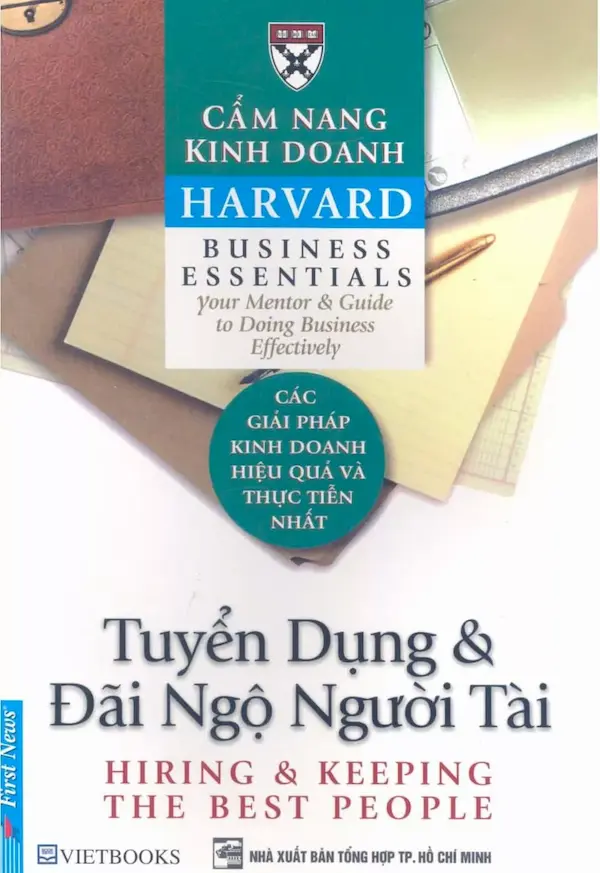 CẨM NANG
KINH DOANH
HARVARD
BUSINESS
ESSENTIALS
your Mentor & Guide
to Doing Business
Effectively
CÁC
GIẢI PHÁP
KINH DOANH
HIỆU QUẢ VÀ
THỰC TIỄN
NHẤT
Tuyển Dụng &
Đãi Ngộ Người Tài
HIRING & KEEPING
THE BEST PEOPLE
First News
VIETBOOKS
NHÀ XUẤT BẢN TỔNG HỢP TP. HỒ CHÍ MINH